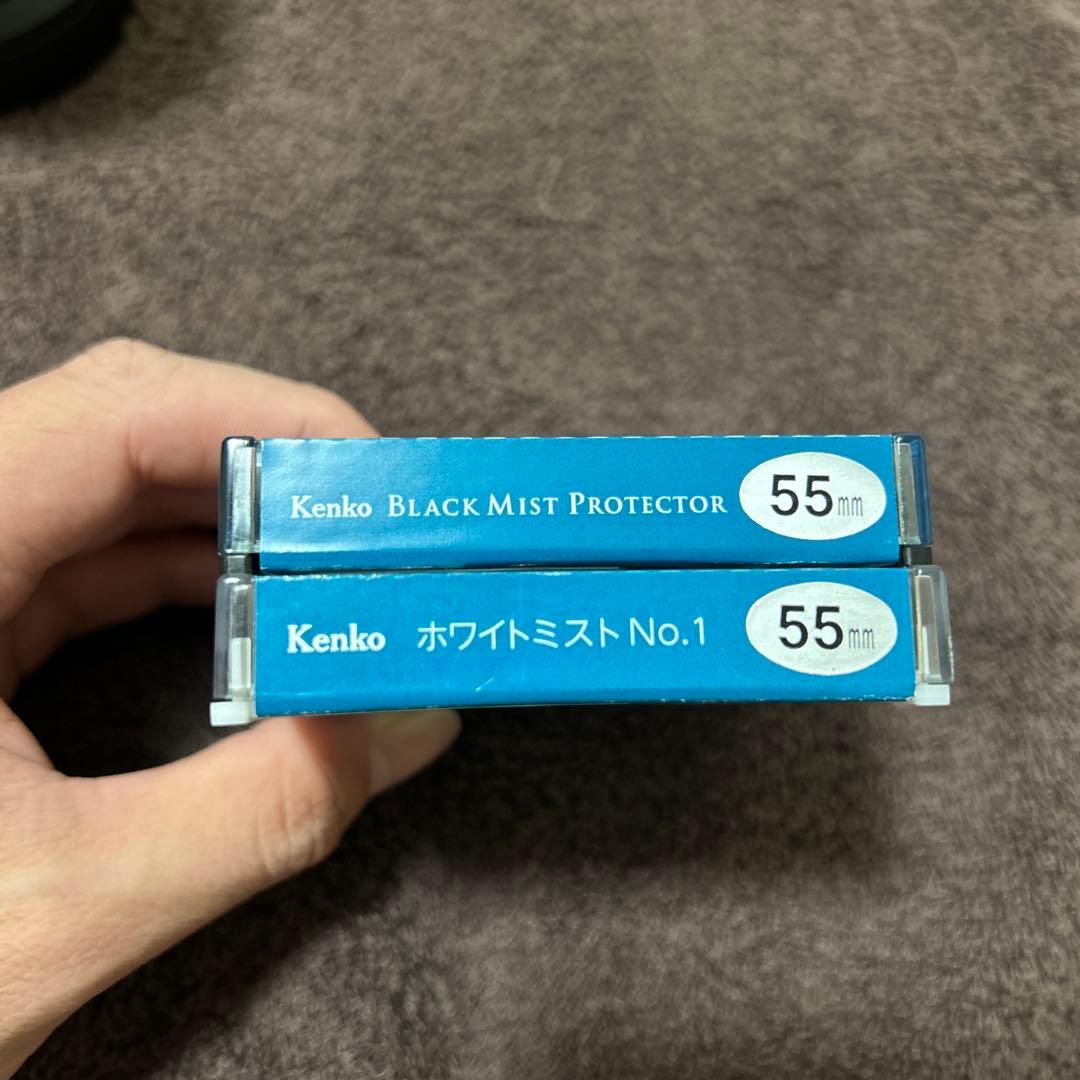 Kenko BLACK MIST PROTECTOR 55mm
Kenko ホワイトミスト No.1 55mm